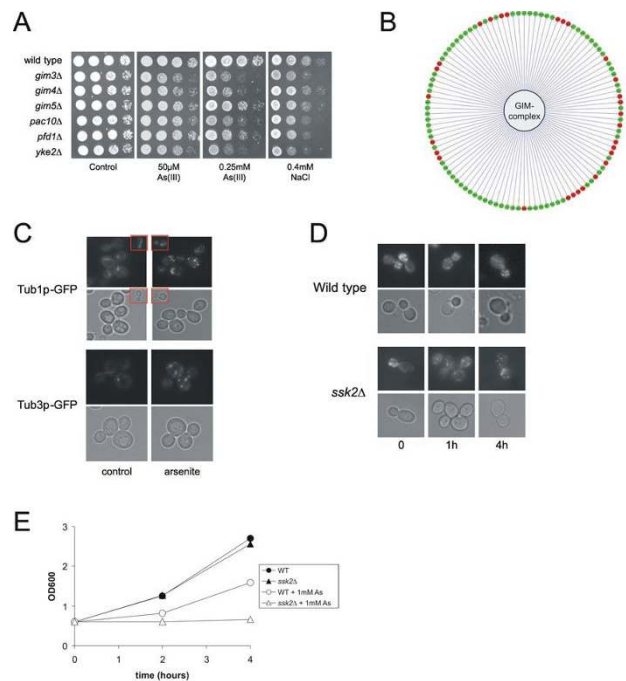 A
wild type
gim3Δ
gim4Δ
gim5Δ
pac10Δ
pfd1Δ
yke2Δ
Control
50µM
As(III)
0.25mM
As(III)
0.4mM
NaCl
B
GIM-
complex
C
Tub1p-GFP
Tub3p-GFP
control
arsenite
D
Wild type
ssk2Δ
0
1h
4h
E
OD600
3
2
1
0
0
1
2
3
4
time (hours)
WT
ssk2Δ
WT + 1mM As
ssk2Δ + 1mM As